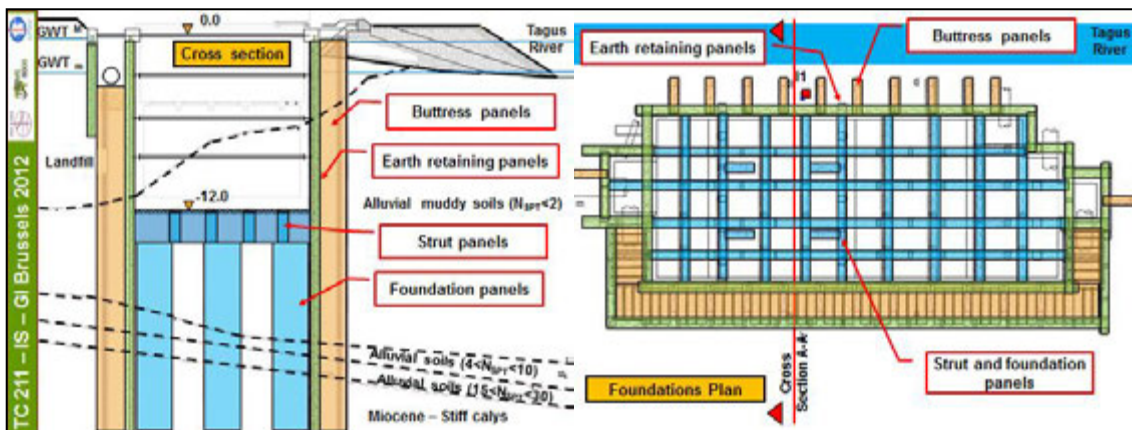 TC 211 – IS – GI Brussels 2012
GWT M
GWT
0.0
Cross section
Tagus
River
Buttress panels
Earth retaining panels
Landfill
-12.0
Alluvial muddy soils (NSPT<2)
Strut panels
Foundation panels
Alluvial soils (4<NSPT<10)
Alluvial soils (15<NSPT<30)
Miocene – Stiff calys
Earth retaining panels
Buttress panels
Tagus
River
I1
Strut and foundation
panels
Foundations Plan
Cross
Section A-A'